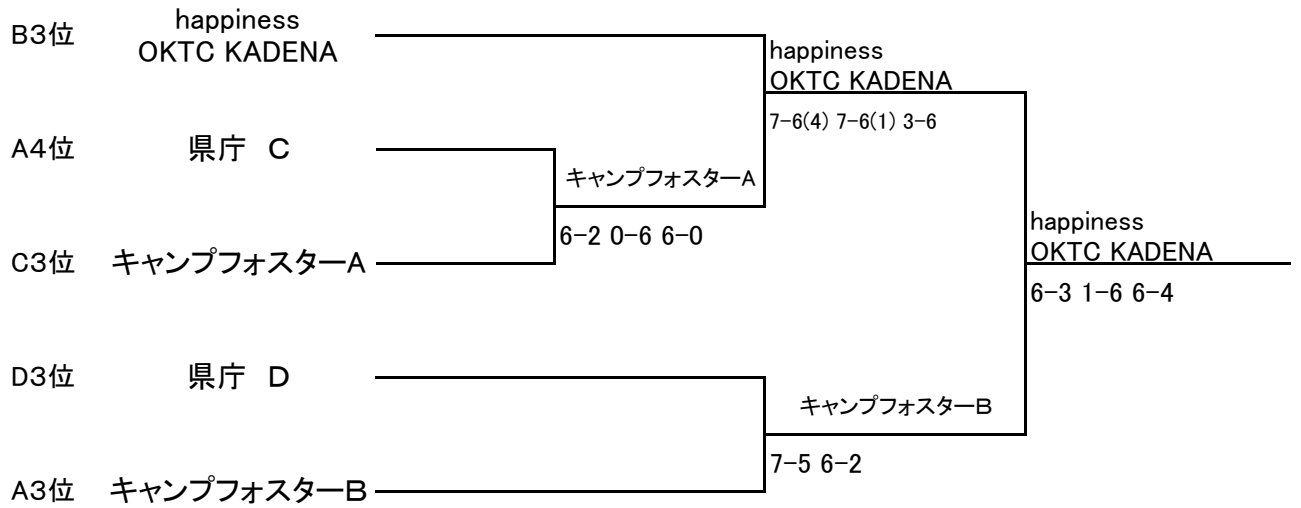 B3位 happiness
OKTC KADENA
happiness
OKTC KADENA
7-6(4) 7-6(1) 3-6
A4位 県庁　C
キャンプフォスターA
6-2 0-6 6-0
C3位 キャンプフォスターA
happiness
OKTC KADENA
6-3 1-6 6-4
D3位 県庁　D
キャンプフォスターB
7-5 6-2
A3位 キャンプフォスターB